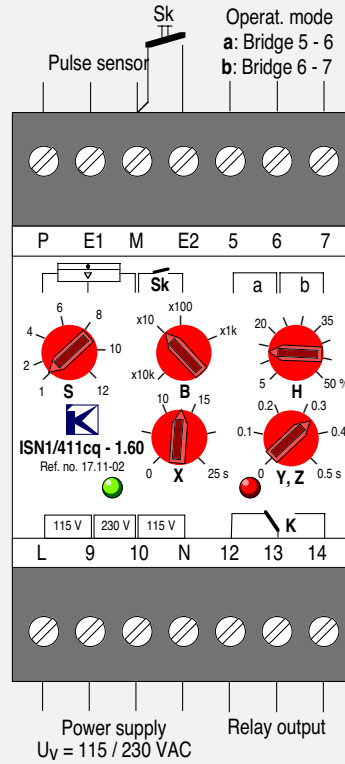 Sk
Operat. mode
a: Bridge 5 - 6
Pulse sensor
b: Bridge 6 - 7
P E1 M E2 5 6 7
Sk a b
6 8
4 10
2
1 12
S
x100
x10 x1k
x10k
B
20 35
5 50 %
H
K
ISN1/411cq - 1.60
Ref. no. 17.11-02
10 15
0 25 s
X
0.2 0.3
0.1 0.4
0 0.5 s
Y, Z
115 V 230 V 115 V K
L 9 10 N 12 13 14
Power supply
Relay output
UV = 115 / 230 VAC